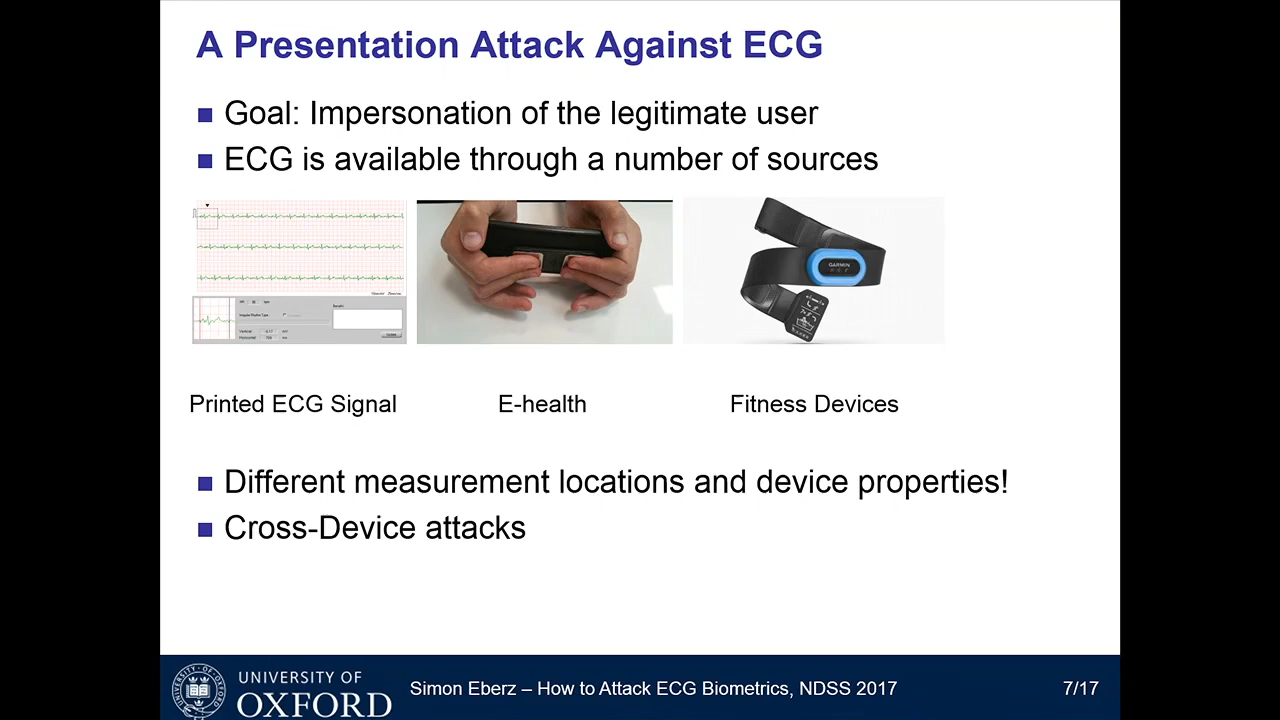 A Presentation Attack Against ECG
Goal: Impersonation of the legitimate user
ECG is available through a number of sources
GARMIN
Printed ECG Signal
E-health
Fitness Devices
Different measurement locations and device properties!
Cross-Device attacks
UNIVERSITY OF
OXFORD
Simon Eberz – How to Attack ECG Biometrics, NDSS 2017
7/17